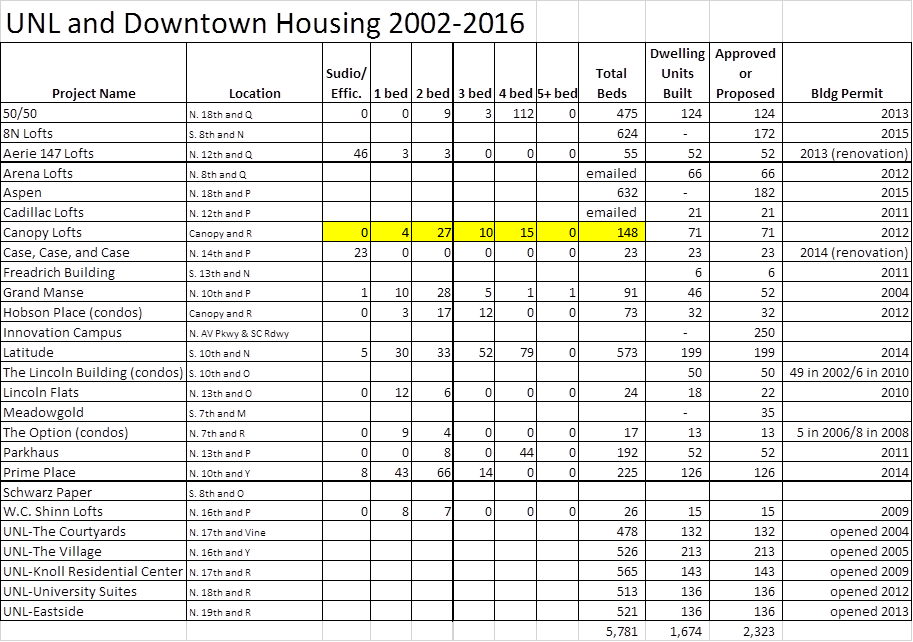 UNL and Downtown Housing 2002-2016
Project Name Location Sudio/ Effic. 1 bed 2 bed 3 bed 4 bed 5+ bed Total Beds Dwelling Units Built Approved or Proposed Bldg Permit
50/50 N. 18th and Q 0 0 9 3 112 0 475 124 124 2013
8N Lofts S. 8th and N 624 - 172 2015
Aerie 147 Lofts N. 12th and Q 46 3 3 0 0 0 55 52 52 2013 (renovation)
Arena Lofts N. 8th and Q emailed 66 66 2012
Aspen N. 18th and P 632 - 182 2015
Cadillac Lofts N. 12th and P emailed 21 21 2011
Canopy Lofts Canopy and R 0 4 27 10 15 0 148 71 71 2012
Case, Case, and Case N. 14th and P 23 0 0 0 0 0 23 23 23 2014 (renovation)
Freadrich Building S. 13th and N 6 6 2011
Grand Manse N. 10th and P 1 10 28 5 1 1 91 46 52 2004
Hobson Place (condos) Canopy and R 0 3 17 12 0 0 73 32 32 2012
Innovation Campus N. AV Pkwy & SC Rdwy - 250
Latitude S. 10th and N 5 30 33 52 79 0 573 199 199 2014
The Lincoln Building (condos) S. 10th and O 50 50 49 in 2002/6 in 2010
Lincoln Flats N. 13th and O 0 12 6 0 0 0 24 18 22 2010
Meadowgold S. 7th and M - 35
The Option (condos) N. 7th and R 0 9 4 0 0 0 17 13 13 5 in 2006/8 in 2008
Parkhaus N. 13th and P 0 0 8 0 44 0 192 52 52 2011
Prime Place N. 10th and Y 8 43 66 14 0 0 225 126 126 2014
Schwarz Paper S. 8th and O
W.C. Shinn Lofts N. 16th and P 0 8 7 0 0 0 26 15 15 2009
UNL-The Courtyards N. 17th and Vine 478 132 132 opened 2004
UNL-The Village N. 16th and Y 526 213 213 opened 2005
UNL-Knoll Residential Center N. 17th and R 565 143 143 opened 2009
UNL-University Suites N. 18th and R 513 136 136 opened 2012
UNL-Eastside N. 19th and R 521 136 136 opened 2013
5,781 1,674 2,323